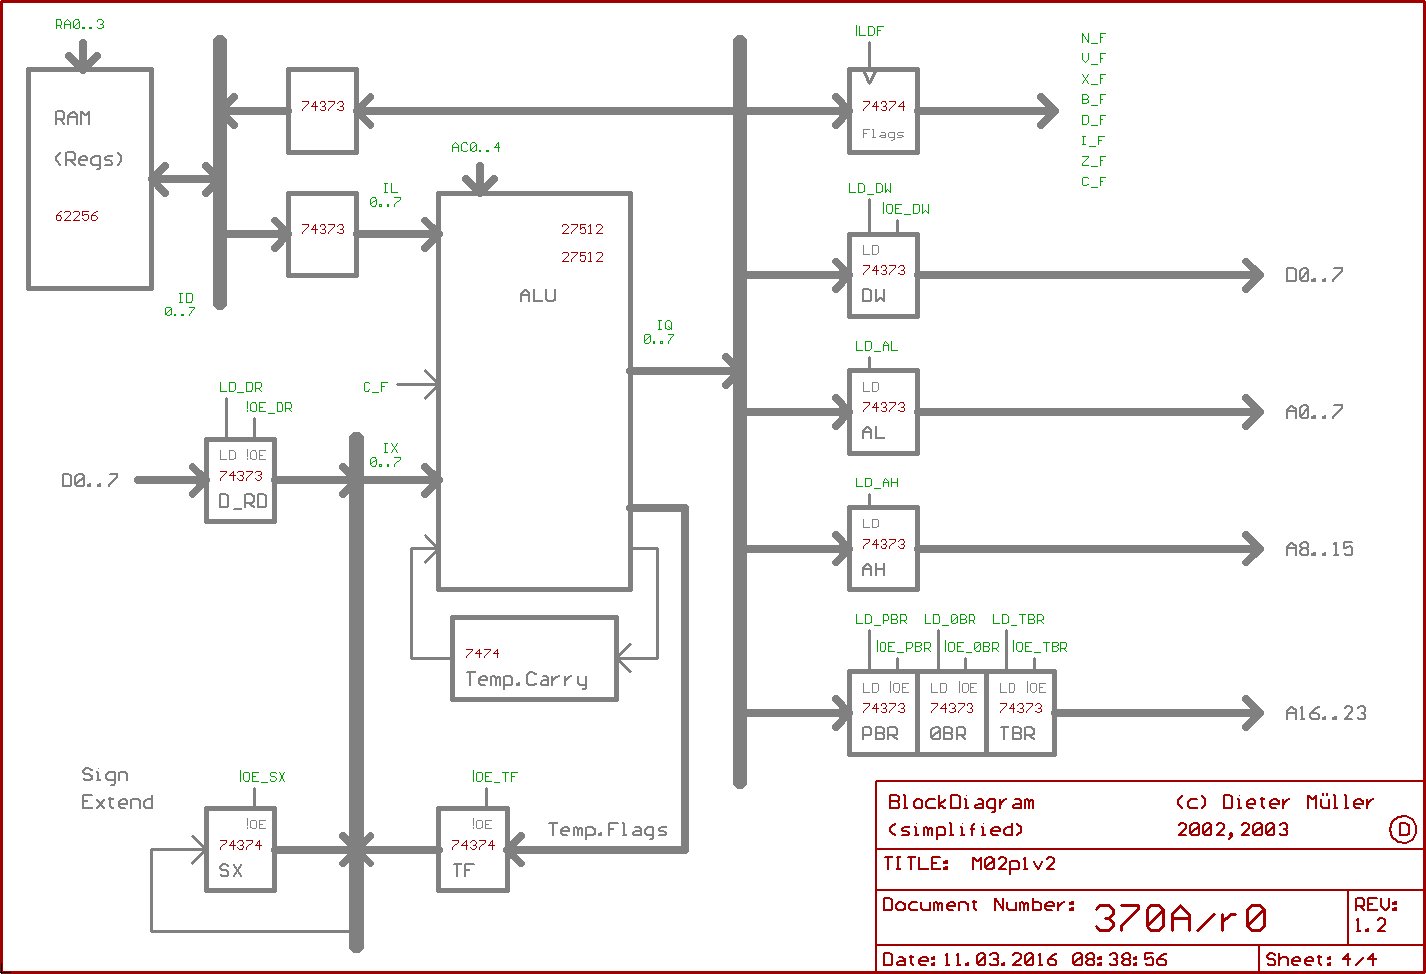 RA0..3
RAM
(Regs)
62256
ID
0..7
74373
74373
IL
0..7
AC0..4
27512
27512
ALU
C_F
IX
0..7
IQ
0..7
LD_DR
!OE_DR
LD !OE
74373
D_RD
D0..7
7474
Temp.Carry
Sign
Extend
!OE_SX
!OE
74374
SX
!OE_TF
!OE
74374
TF
Temp.Flags
!LDF
74374
Flags
N_F
V_F
X_F
B_F
D_F
I_F
Z_F
C_F
LD_DW
!OE_DW
LD
74373
DW
D0..7
LD_AL
LD
74373
AL
A0..7
LD_AH
LD
74373
AH
A8..15
LD_PBR LD_0BR LD_TBR
!OE_PBR !OE_0BR !OE_TBR
LD !OE LD !OE LD !OE
74373 74373 74373
PBR 0BR TBR
A16..23
BlockDiagram (c) Dieter Müller
(simplified) 2002,2003 D
TITLE: M02p1v2
Document Number: 370A/r0
REV:
1.2
Date: 11.03.2016 08:38:56 Sheet: 4/4